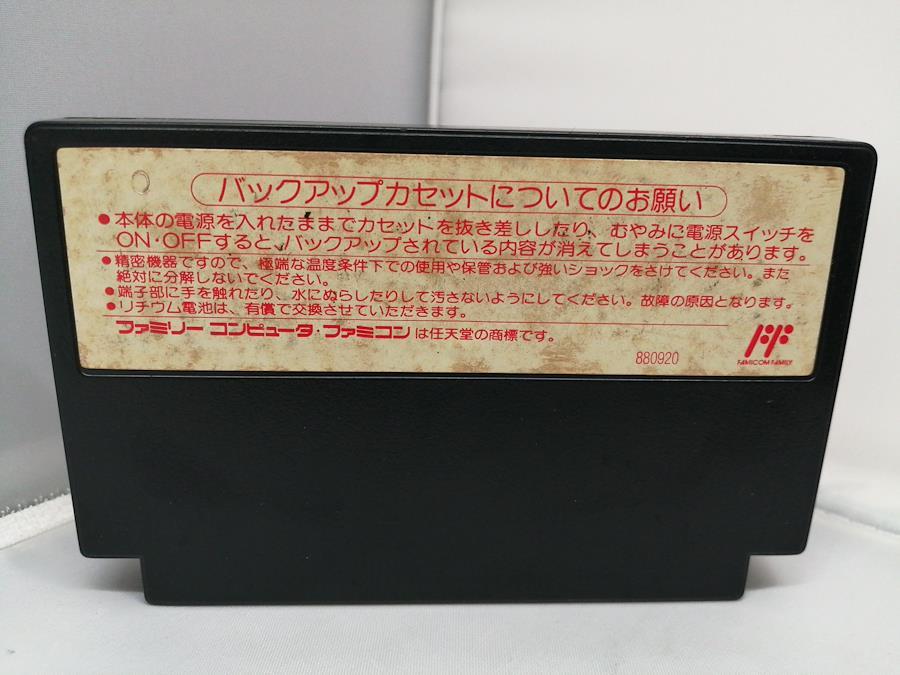 バックアップカセットについてのお願い
●本体の電源を入れたままでカセットを抜き差ししたり、むやみに電源スイッチを
ON・OFFすると、バックアップされている内容が消えてしまうことがあります。
●精密機器ですので、極端な温度条件下での使用や保管および強いショックをさけてください。また
絶対に分解しないでください。
●端子部に手を触れたり、水にぬらしたりして汚さないようにしてください。故障の原因となります。
●リチウム電池は、有償で交換させていただきます。
ファミリー コンピュータ・ファミコンは任天堂の商標です。
880920
FAMICOM FAMILY